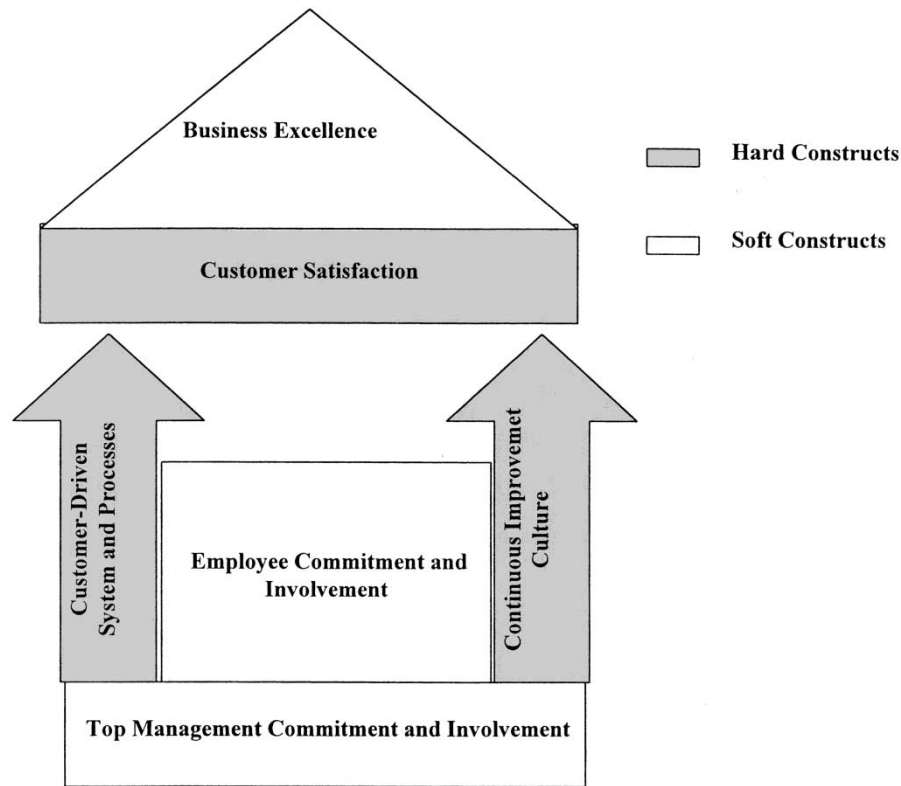 Business Excellence
Hard Constructs
Soft Constructs
Customer Satisfaction
Customer-Driven
System and Processes
Employee Commitment and
Involvement
Continuous Improvemet
Culture
Top Management Commitment and Involvement